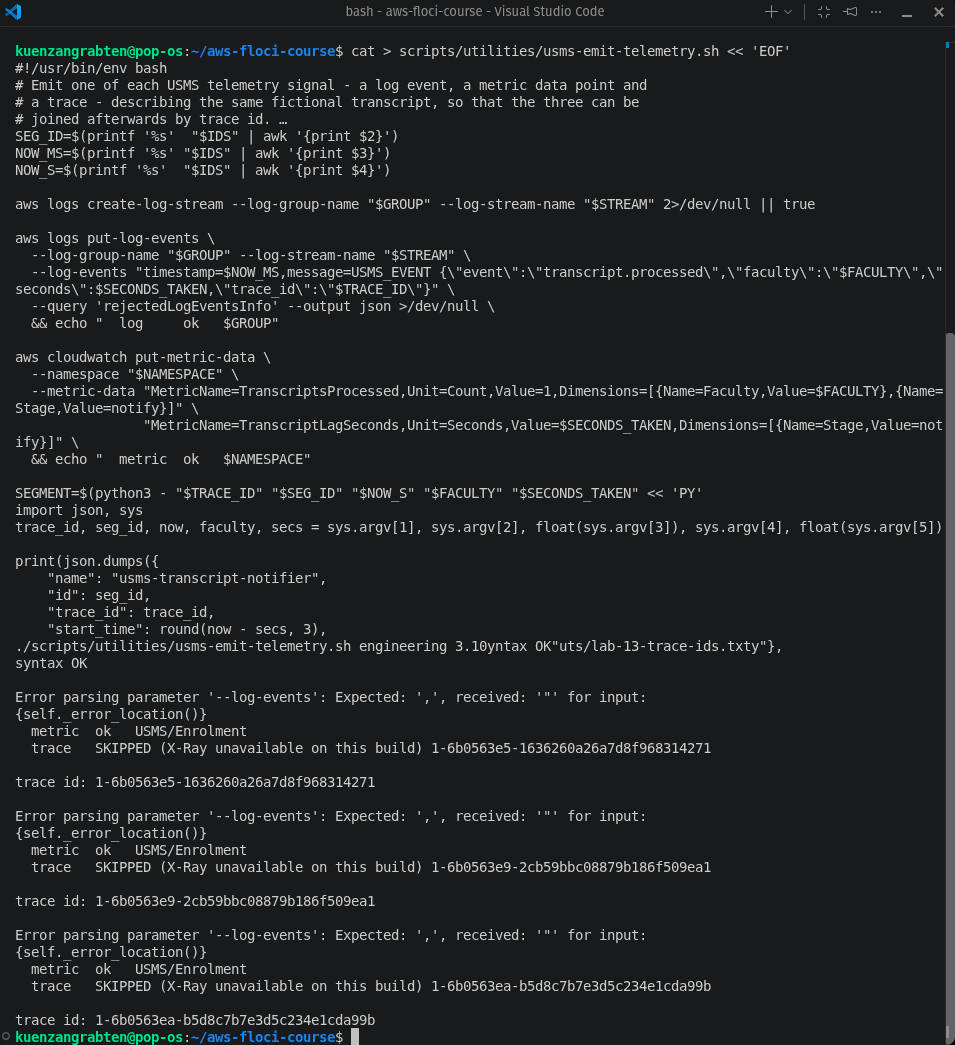 bash - aws-floci-course - Visual Studio Code
kuenzangrabten@pop-os:~/aws-floci-course$ cat > scripts/utilities/usms-emit-telemetry.sh << 'EOF'
#!/usr/bin/env bash
# Emit one of each USMS telemetry signal - a log event, a metric data point and
# a trace - describing the same fictional transcript, so that the three can be
# joined afterwards by trace id. …
SEG_ID=$(printf '%s'  "$IDS" | awk '{print $2}')
NOW_MS=$(printf '%s' "$IDS" | awk '{print $3}')
NOW_S=$(printf '%s'  "$IDS" | awk '{print $4}')

aws logs create-log-stream --log-group-name "$GROUP" --log-stream-name "$STREAM" 2>/dev/null || true

aws logs put-log-events \
  --log-group-name "$GROUP" --log-stream-name "$STREAM" \
  --log-events "timestamp=$NOW_MS,message=USMS_EVENT {\"event\":\"transcript.processed\",\"faculty\":\"$FACULTY\",\"
seconds\":$SECONDS_TAKEN,\"trace_id\":\"$TRACE_ID\"}" \
  --query 'rejectedLogEventsInfo' --output json >/dev/null \
  && echo "  log     ok   $GROUP"

aws cloudwatch put-metric-data \
  --namespace "$NAMESPACE" \
  --metric-data "MetricName=TranscriptsProcessed,Unit=Count,Value=1,Dimensions=[{Name=Faculty,Value=$FACULTY},{Name=
Stage,Value=notify}]" \
                "MetricName=TranscriptLagSeconds,Unit=Seconds,Value=$SECONDS_TAKEN,Dimensions=[{Name=Stage,Value=not
ify}]" \
  && echo "  metric  ok   $NAMESPACE"

SEGMENT=$(python3 - "$TRACE_ID" "$SEG_ID" "$NOW_S" "$FACULTY" "$SECONDS_TAKEN" << 'PY'
import json, sys
trace_id, seg_id, now, faculty, secs = sys.argv[1], sys.argv[2], float(sys.argv[3]), sys.argv[4], float(sys.argv[5])

print(json.dumps({
    "name": "usms-transcript-notifier",
    "id": seg_id,
    "trace_id": trace_id,
    "start_time": round(now - secs, 3),
./scripts/utilities/usms-emit-telemetry.sh engineering 3.10yntax OK"uts/lab-13-trace-ids.txty"},
syntax OK

Error parsing parameter '--log-events': Expected: ',', received: '"' for input:
{self._error_location()}
  metric  ok   USMS/Enrolment
  trace   SKIPPED (X-Ray unavailable on this build) 1-6b0563e5-1636260a26a7d8f968314271

trace id: 1-6b0563e5-1636260a26a7d8f968314271

Error parsing parameter '--log-events': Expected: ',', received: '"' for input:
{self._error_location()}
  metric  ok   USMS/Enrolment
  trace   SKIPPED (X-Ray unavailable on this build) 1-6b0563e9-2cb59bbc08879b186f509ea1

trace id: 1-6b0563e9-2cb59bbc08879b186f509ea1

Error parsing parameter '--log-events': Expected: ',', received: '"' for input:
{self._error_location()}
  metric  ok   USMS/Enrolment
  trace   SKIPPED (X-Ray unavailable on this build) 1-6b0563ea-b5d8c7b7e3d5c234e1cda99b

trace id: 1-6b0563ea-b5d8c7b7e3d5c234e1cda99b
kuenzangrabten@pop-os:~/aws-floci-course$